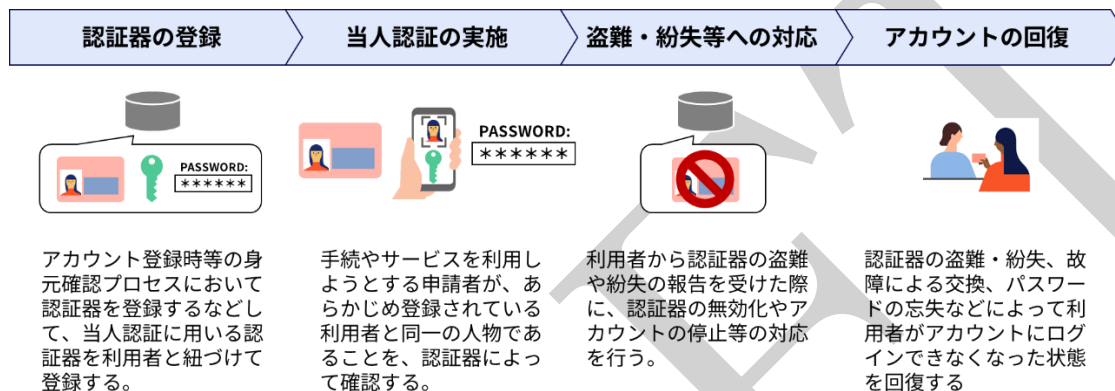 認証器の登録
当人認証の実施
盗難・紛失等への対応
アカウントの回復
PASSWORD:
******
PASSWORD:
******
アカウント登録時等の身
元確認プロセスにおいて
認証器を登録するなどし
て、当人認証に用いる認
証器を利用者と紐づけて
登録する。
手続やサービスを利用し
ようとする申請者が、あ
らかじめ登録されている
利用者と同一の人物であ
ることを、認証器によっ
て確認する。
利用者から認証器の盗難
や紛失の報告を受けた際
に、認証器の無効化やア
カウントの停止等の対応
を行う。
認証器の盗難・紛失、故
障による交換、パスワー
ドの忘失などによって利
用者がアカウントにログ
インできなくなった状態
を回復する